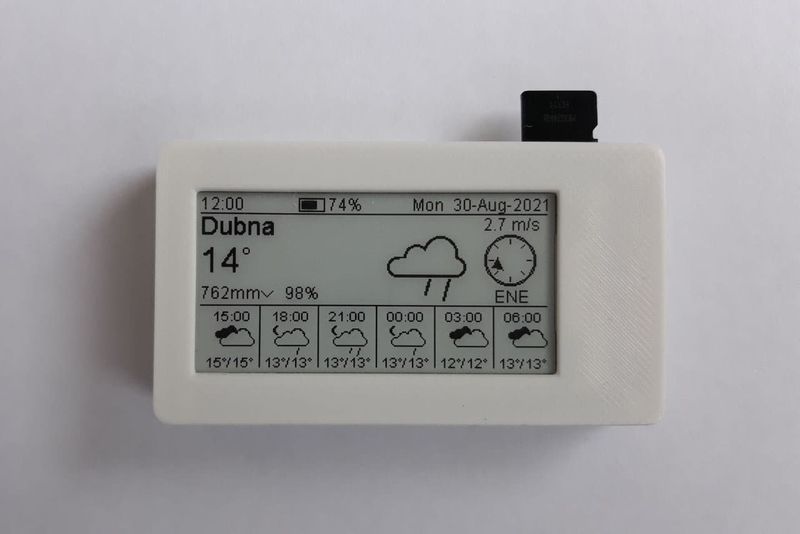 12:00 74% Mon 30-Aug-2021
Dubna 2.7 m/s
14°
762mm 98% ENE
15:00 18:00 21:00 00:00 03:00 06:00
15°/15° 13°/13° 13°/13° 13°/13° 12°/12° 13°/13°